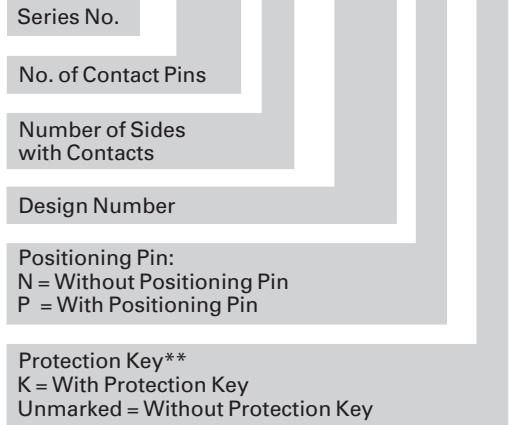 Series No.
No. of Contact Pins
Number of Sides
with Contacts
Design Number
Positioning Pin:
N = Without Positioning Pin
P = With Positioning Pin
Protection Key**
K = With Protection Key
Unmarked = Without Protection Key